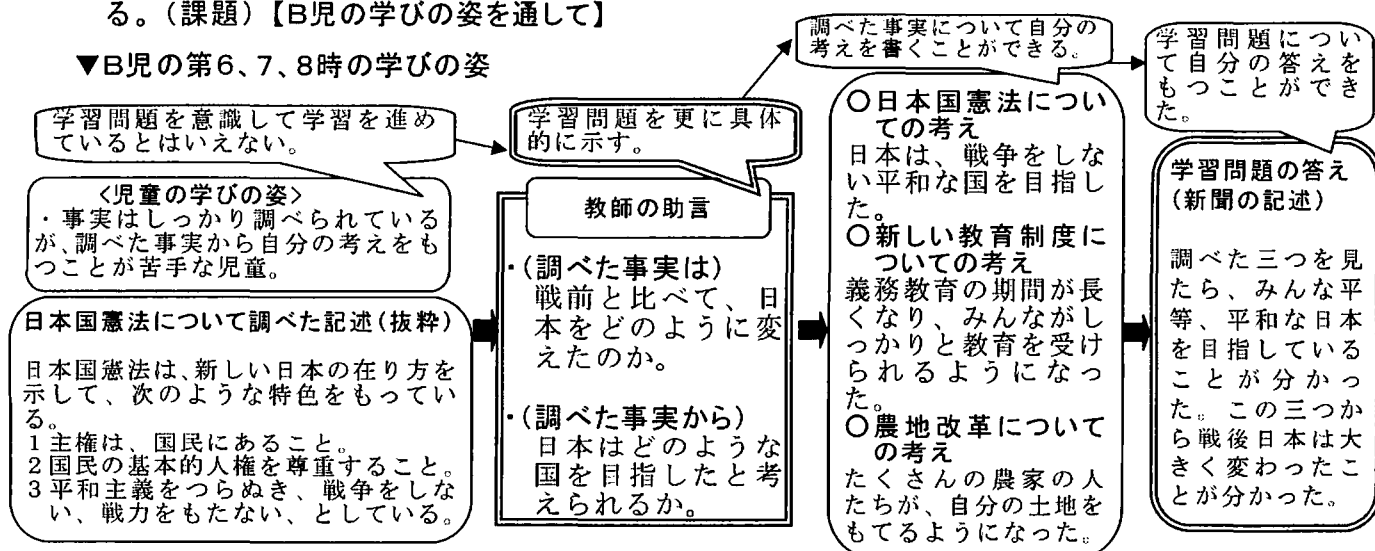 る。(課題)【B児の学びの姿を通して】
▼B児の第6、7、8時の学びの姿
学習問題を意識して学習を進め
ているとはいえない。
<児童の学びの姿>
・事実はしっかり調べられている
が、調べた事実から自分の考えをも
つことが苦手な児童。
日本国憲法について調べた記述(抜粋)
日本国憲法は、新しい日本の在り方を
示して、次のような特色をもってい
る。
1主権は、国民にあること。
2国民の基本的人権を尊重すること。
3平和主義をつらぬき、戦争をしな
い、戦力をもたない、としている。
学習問題を更に具体
的に示す。
教師の助言
・(調べた事実は)
戦前と比べて、日
本をどのように変
えたのか。
・(調べた事実から)
日本はどのような
国を目指したと考
えられるか。
調べた事実について自分の
考えを書くことができる。
○日本国憲法につい
ての考え
日本は、戦争をしな
い平和な国を目指し
た。
○新しい教育制度に
ついての考え
義務教育の期間が長
くなり、みんながし
っかりと教育を受け
られるようになっ
た。
○農地改革について
の考え
たくさんの農家の人
たちが、自分の土地を
もてるようになった。
学習問題につい
て自分の答えを
もつことができ
た。
学習問題の答え
(新聞の記述)
調べた三つを見
たら、みんな平
等、平和な日本
を目指している
ことが分かっ
た。この三つか
ら戦後日本は大
きく変わったこ
とが分かった。